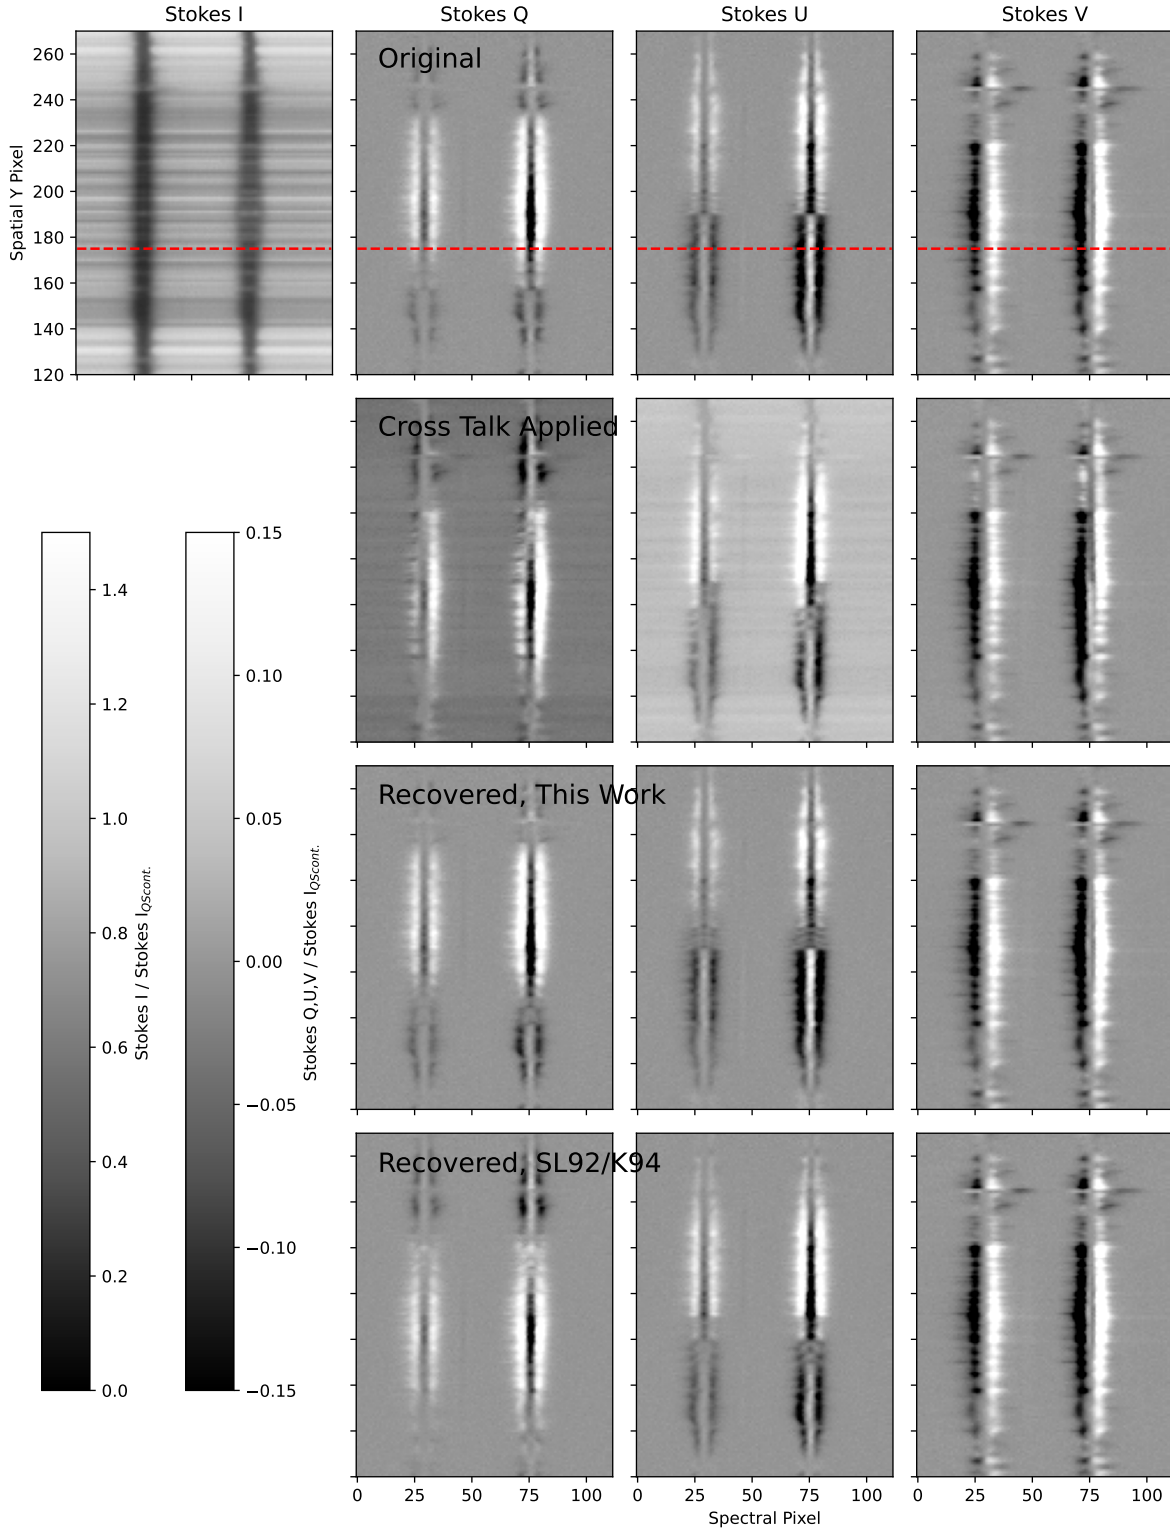 Stokes I
Stokes Q
Stokes U
Stokes V
Original
260
240
220
200
180
160
140
120
Spatial Y Pixel
Cross Talk Applied
1.4
1.2
1.0
0.8
0.6
0.4
0.2
0.0
Stokes I / Stokes I_QScont.
0.15
0.10
0.05
0.00
−0.05
−0.10
−0.15
Stokes Q,U,V / Stokes I_QScont.
Recovered, This Work
Recovered, SL92/K94
0 25 50 75 100
0 25 50 75 100
0 25 50 75 100
Spectral Pixel